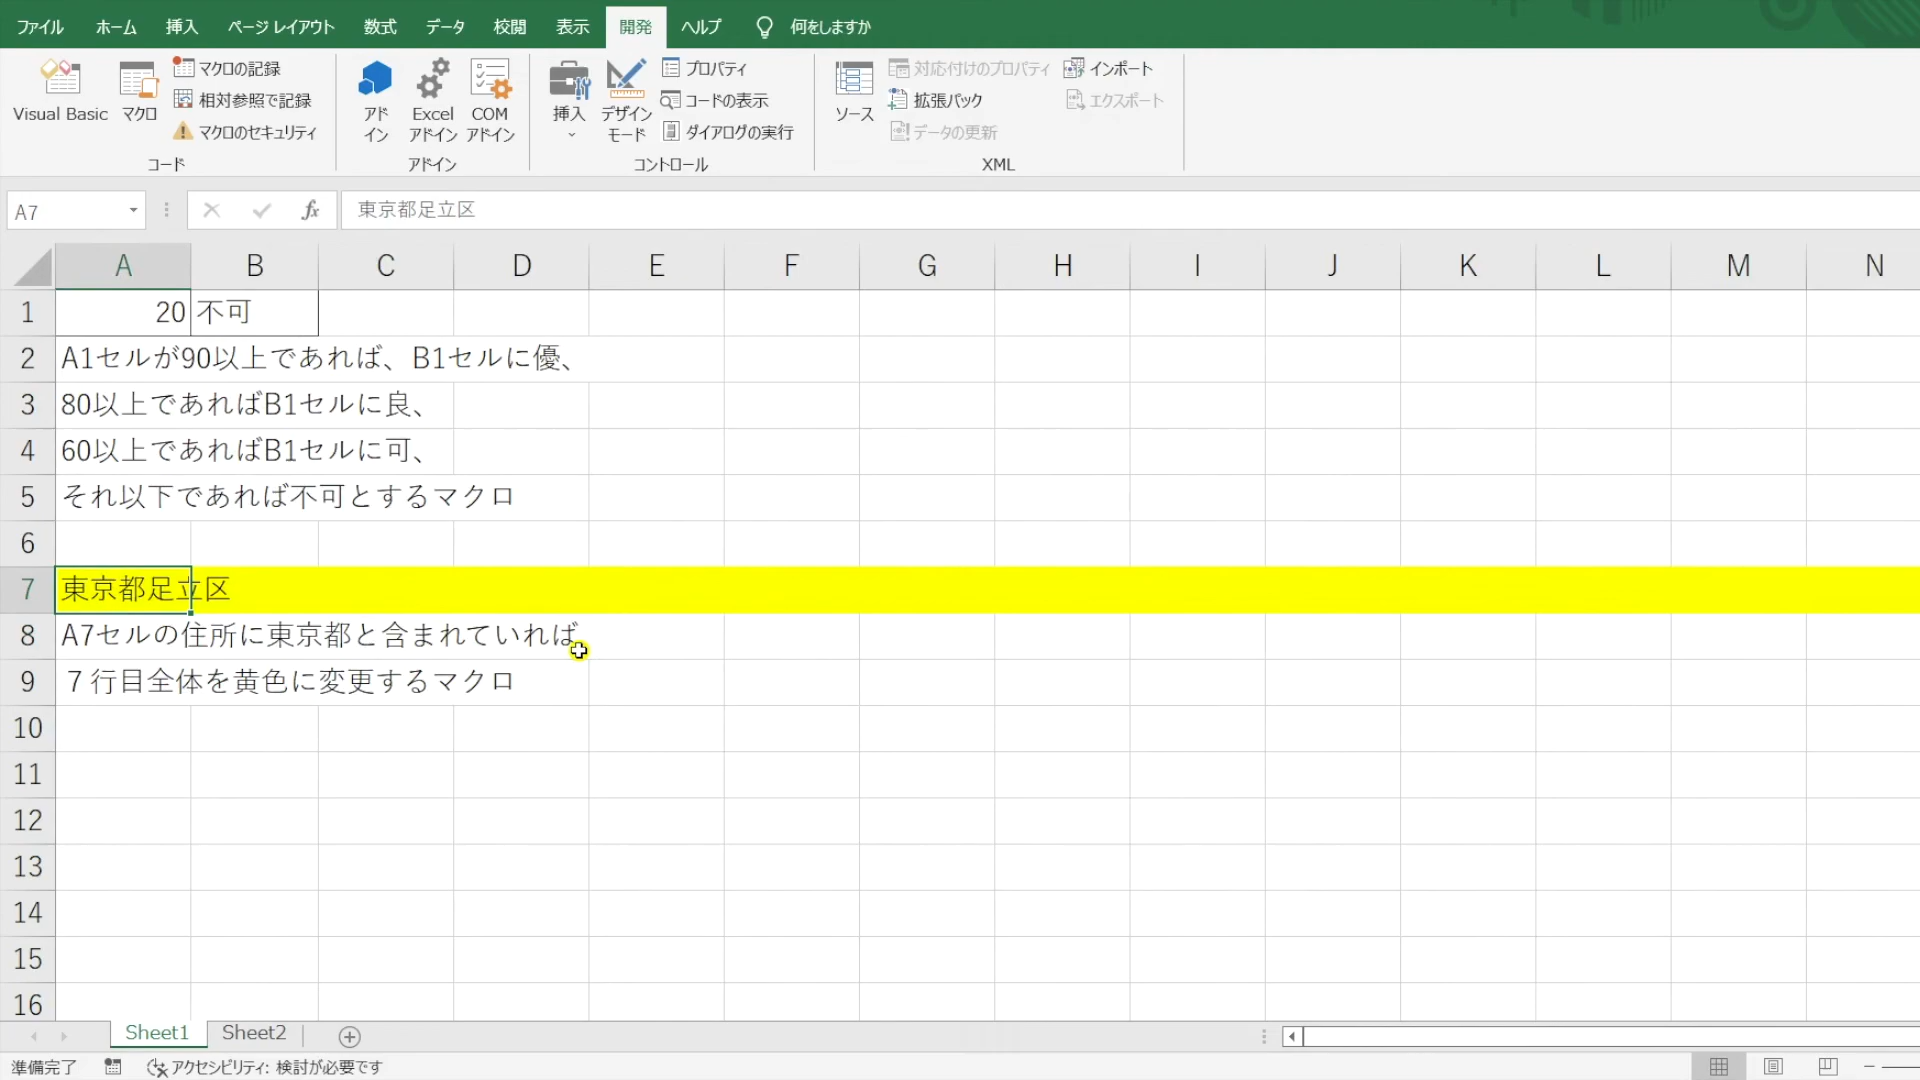 ファイル ホーム 挿入 ページ レイアウト 数式 データ 校閲 表示 開発 ヘルプ 何をしますか
Visual Basic
マクロ
マクロの記録
相対参照で記録
マクロのセキュリティ
コード
アド
イン
Excel
アドイン
COM
アドイン
アドイン
挿入
デザイン
モード
プロパティ
コードの表示
ダイアログの実行
コントロール
ソース
対応付けのプロパティ
拡張パック
データの更新
インポート
エクスポート
XML
A7 fx 東京都足立区
A B C D E F G H I J K L M N
1 20 不可
2 A1セルが90以上であれば、B1セルに優、
3 80以上であればB1セルに良、
4 60以上であればB1セルに可、
5 それ以下であれば不可とするマクロ
6
7 東京都足立区
8 A7セルの住所に東京都と含まれていれば
9 ７行目全体を黄色に変更するマクロ
10
11
12
13
14
15
16
Sheet1 Sheet2
準備完了 アクセシビリティ: 検討が必要です